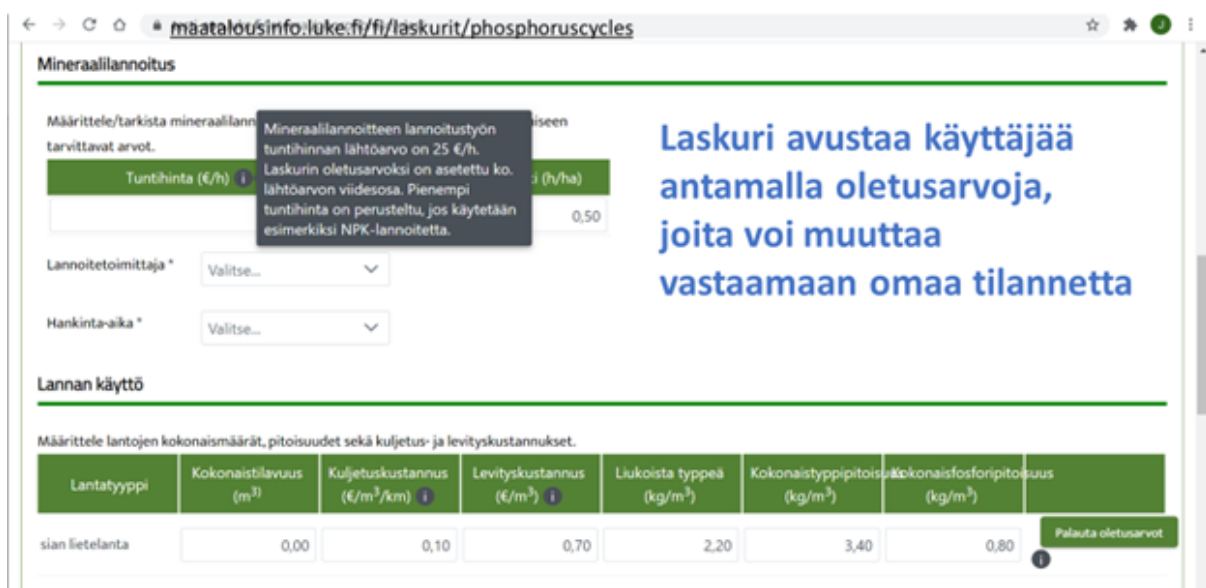 maatalousinfo.luke.fi/fi/laskurit/phosphoruscycles
J
Mineraalilannoitus
Määrittele/tarkista
tarvittavat arvot.
Mineraalilannoitteen lannoitustyön
tuntihinnan lähtöarvo on 25 €/h.
Laskurin oletusarvoksi on asetettu ko.
lähtöarvon viidesosa. Pienempi
tuntihinta on perusteltu, jos käytetään
esimerkiksi NPK-lannoitetta.
Tuntihinta (€/h) i
(h/ha)
0,50
Laskuri avustaa käyttäjää
antamalla oletusarvoja,
joita voi muuttaa
vastaamaan omaa tilannetta
Lannoitetoimittaja * Valitse...
Hankinta-aika * Valitse...
Lannan käyttö
Määrittele lantojen kokonaismäärät, pitoisuudet sekä kuljetus- ja levityskustannukset.
Lantatyyppi Kokonaistilavuus (m³⁾ Kuljetuskustannus (€/m³/km) i Levityskustannus (€/m³) i Liukoista typpeä (kg/m³) Kokonaistyppipitoisuus (kg/m³) Kokonaisfosforipitoisuus (kg/m³)
sian lietelanta 0,00 0,10 0,70 2,20 3,40 0,80 i Palauta oletusarvot